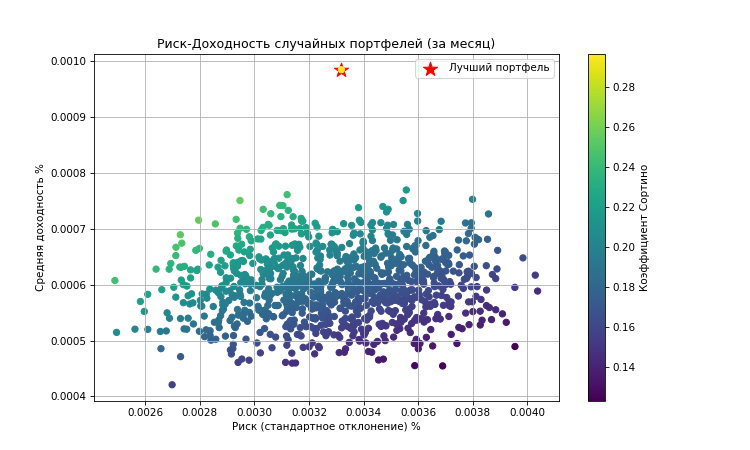 Риск-Доходность случайных портфелей (за месяц)
Лучший портфель
Средняя доходность %
0.0010
0.0009
0.0008
0.0007
0.0006
0.0005
0.0004
0.0026 0.0028 0.0030 0.0032 0.0034 0.0036 0.0038 0.0040
Риск (стандартное отклонение) %
0.28
0.26
0.24
0.22
0.20
0.18
0.16
0.14
Коэффициент Сортино